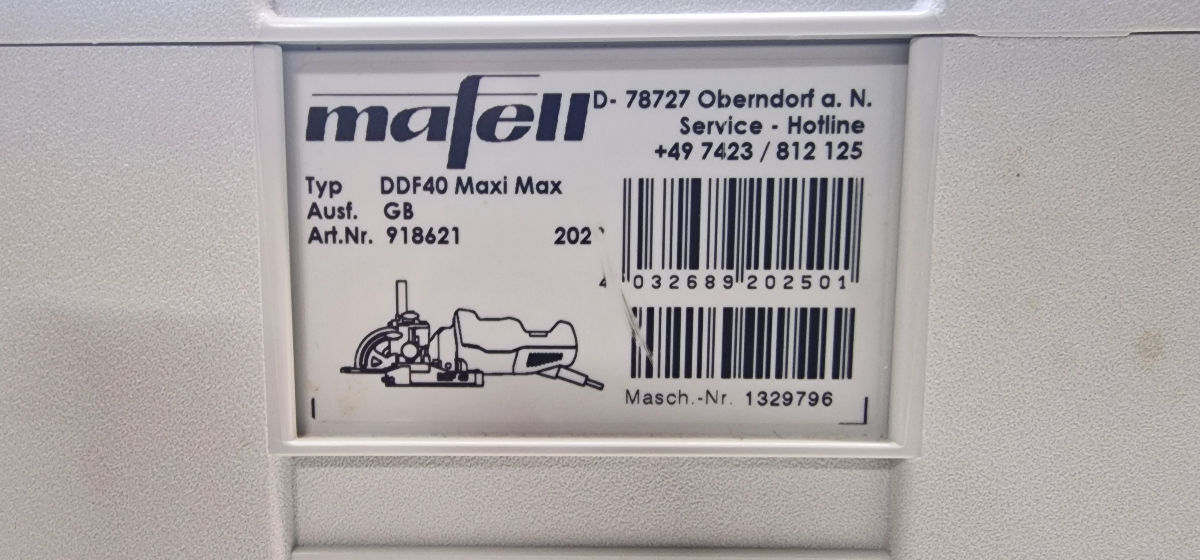 mafell
D- 78727 Oberndorf a. N.
Service - Hotline
+49 7423 / 812 125
Typ DDF40 Maxi Max
Ausf. GB
Art.Nr. 918621
4 032689 202501
Masch.-Nr. 1329796